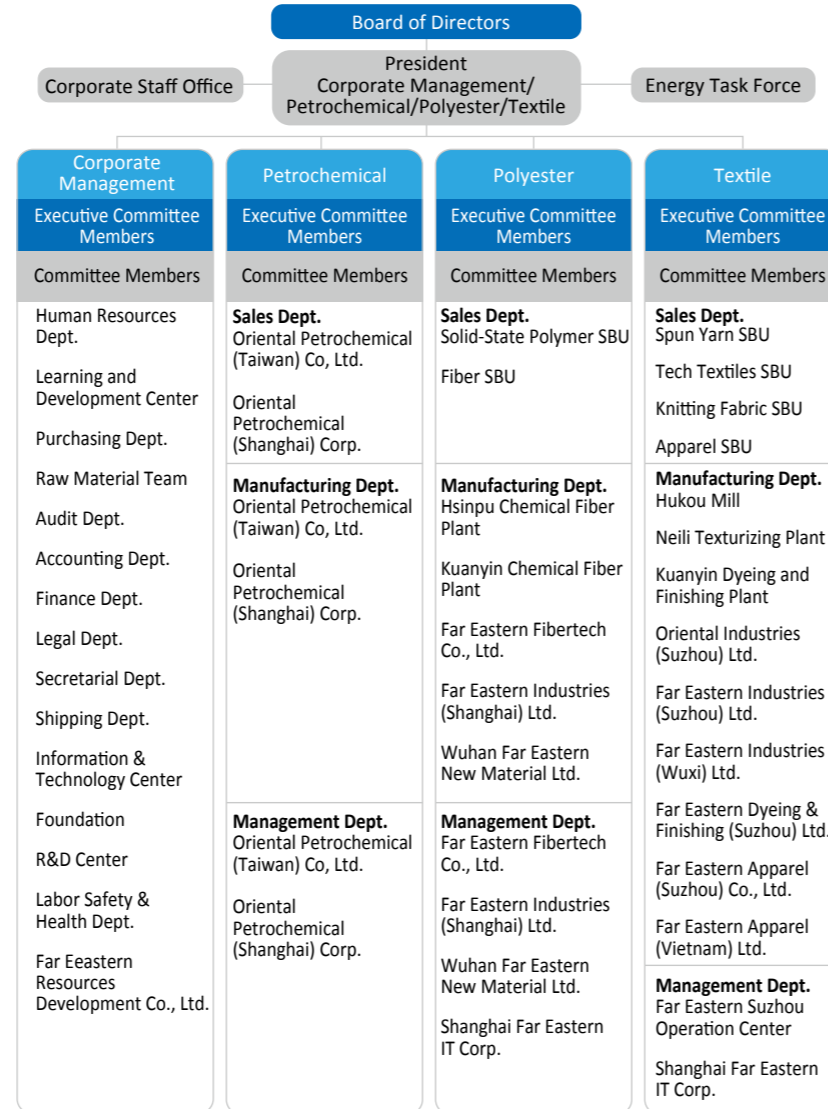 Board of Directors
Corporate Staff Office
President
Corporate Management/
Petrochemical/Polyester/Textile
Energy Task Force
Corporate
Management
Executive Committee
Members
Committee Members
Human Resources
Dept.
Learning and
Development Center
Purchasing Dept.
Raw Material Team
Audit Dept.
Accounting Dept.
Finance Dept.
Legal Dept.
Secretarial Dept.
Shipping Dept.
Information &
Technology Center
Foundation
R&D Center
Labor Safety &
Health Dept.
Far Eeastern
Resources
Development Co., Ltd.
Petrochemical
Executive Committee
Members
Committee Members
Sales Dept.
Oriental Petrochemical
(Taiwan) Co, Ltd.
Oriental
Petrochemical
(Shanghai) Corp.
Manufacturing Dept.
Oriental Petrochemical
(Taiwan) Co, Ltd.
Oriental
Petrochemical
(Shanghai) Corp.
Management Dept.
Oriental Petrochemical
(Taiwan) Co, Ltd.
Oriental
Petrochemical
(Shanghai) Corp.
Polyester
Executive Committee
Members
Committee Members
Sales Dept.
Solid-State Polymer SBU
Fiber SBU
Manufacturing Dept.
Hsinpu Chemical Fiber
Plant
Kuanyin Chemical Fiber
Plant
Far Eastern Fibertech
Co., Ltd.
Far Eastern Industries
(Shanghai) Ltd.
Wuhan Far Eastern
New Material Ltd.
Management Dept.
Far Eastern Fibertech
Co., Ltd.
Far Eastern Industries
(Shanghai) Ltd.
Wuhan Far Eastern
New Material Ltd.
Shanghai Far Eastern
IT Corp.
Textile
Executive Committee
Members
Committee Members
Sales Dept.
Spun Yarn SBU
Tech Textiles SBU
Knitting Fabric SBU
Apparel SBU
Manufacturing Dept.
Hukou Mill
Neili Texturizing Plant
Kuanyin Dyeing and
Finishing Plant
Oriental Industries
(Suzhou) Ltd.
Far Eastern Industries
(Suzhou) Ltd.
Far Eastern Industries
(Wuxi) Ltd.
Far Eastern Dyeing &
Finishing (Suzhou) Ltd.
Far Eastern Apparel
(Suzhou) Co., Ltd.
Far Eastern Apparel
(Vietnam) Ltd.
Management Dept.
Far Eastern Suzhou
Operation Center
Shanghai Far Eastern
IT Corp.